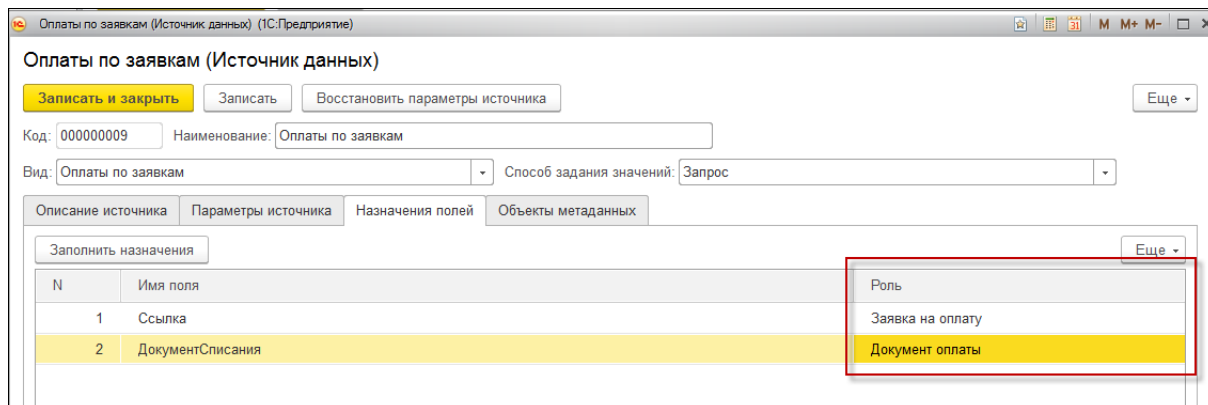 Оплаты по заявкам (Источник данных) (1С:Предприятие) 31 M M+ M-
Оплаты по заявкам (Источник данных)
Записать и закрыть Записать Восстановить параметры источника Еще
Код: 000000009 Наименование: Оплаты по заявкам
Вид: Оплаты по заявкам Способ задания значений: Запрос
Описание источника Параметры источника Назначения полей Объекты метаданных
Заполнить назначения Еще
N Имя поля Роль
1 Ссылка Заявка на оплату
2 ДокументСписания Документ оплаты